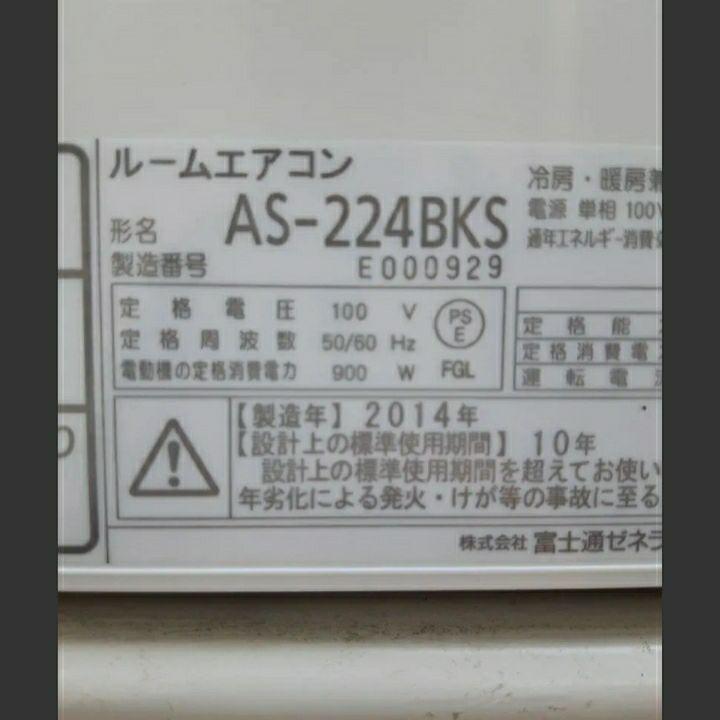 ルームエアコン
形名 AS-224BKS
製造番号 E000929
冷房・暖房兼
電源 単相 100V
通年エネルギー消費効
定格電圧 100 V
定格周波数 50/60 Hz
電動機の定格消費電力 900 W
PS
E
FGL
定格能力
定格消費電力
運転電流
【製造年】2014年
【設計上の標準使用期間】10年
設計上の標準使用期間を超えてお使い
年劣化による発火・けが等の事故に至る
株式会社 富士通ゼネラ